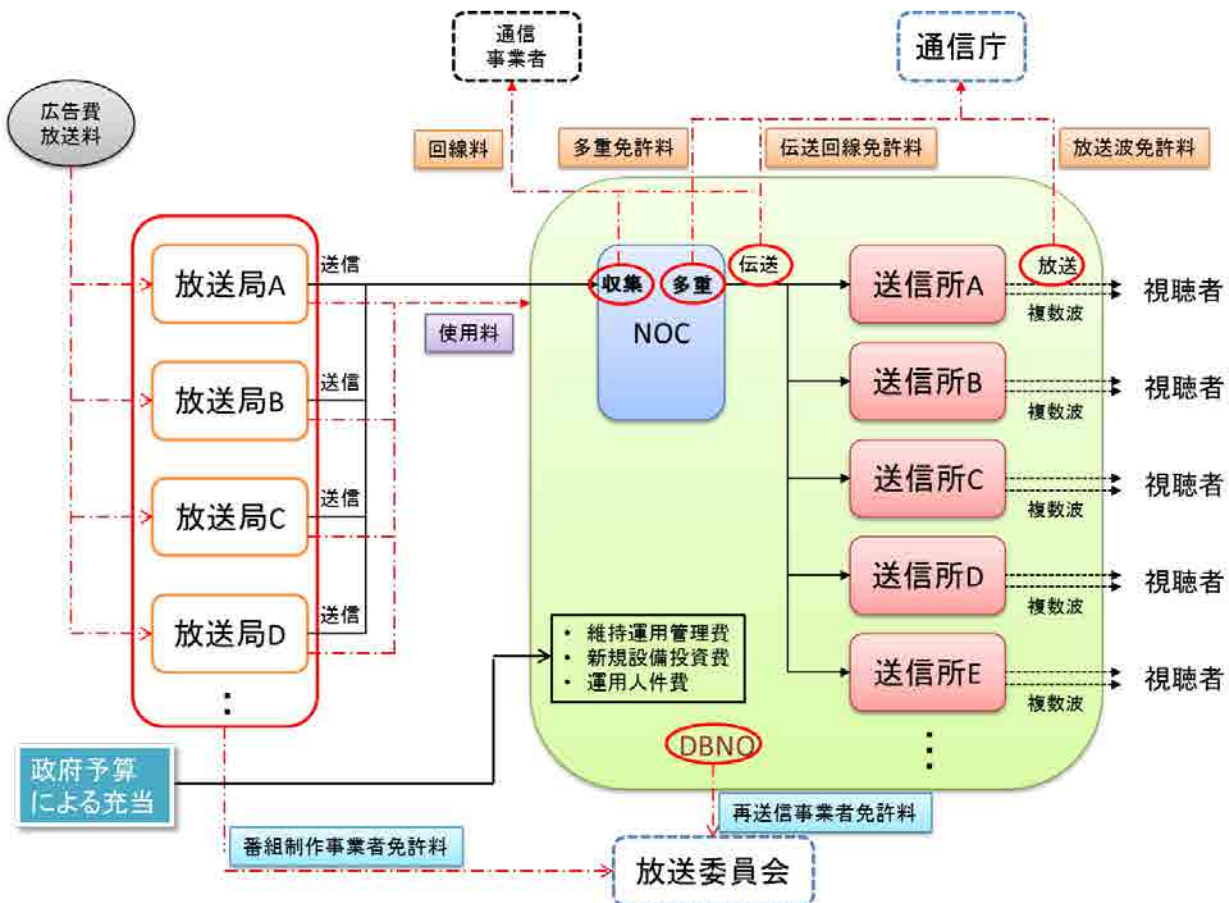 通信
事業者
通信庁
広告費
放送料
回線料
多重免許料
伝送回線免許料
放送波免許料
放送局A
送信
収集
多重
伝送
送信所A
放送
視聴者
複数波
NOC
使用料
放送局B
送信
送信所B
視聴者
複数波
放送局C
送信
送信所C
視聴者
複数波
放送局D
送信
送信所D
視聴者
複数波
・ 維持運用管理費
・ 新規設備投資費
・ 運用人件費
送信所E
視聴者
複数波
⋮
DBNO
⋮
政府予算
による充当
再送信事業者免許料
番組制作事業者免許料
放送委員会